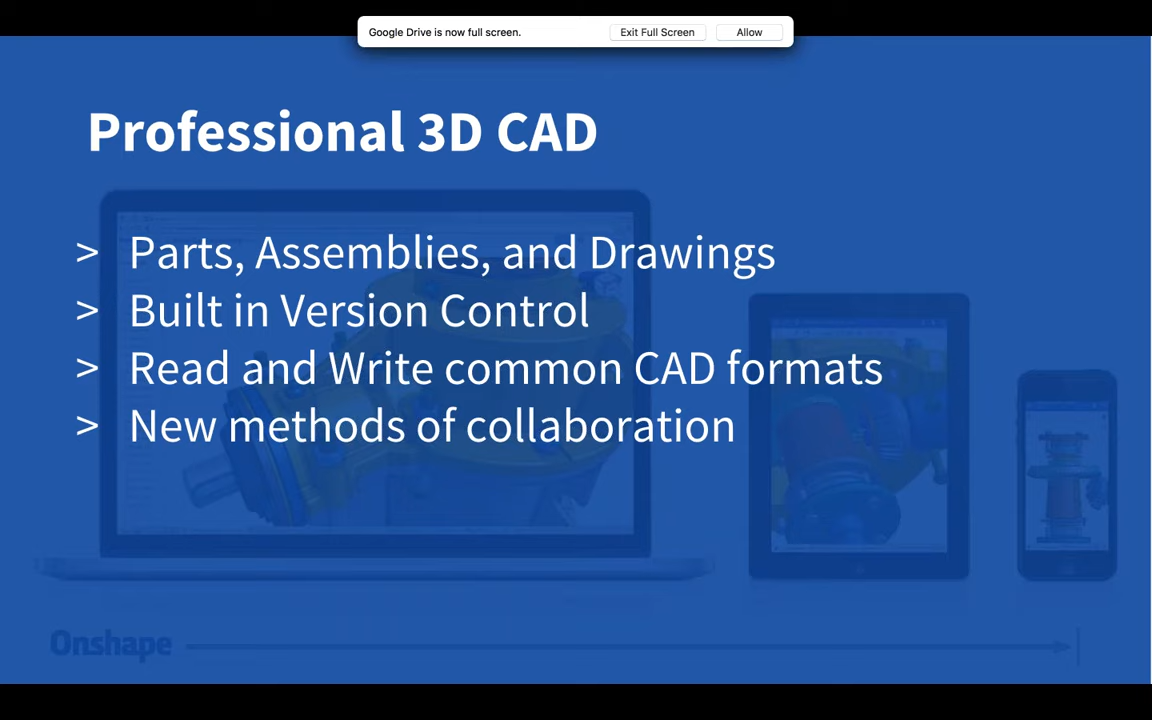 Google Drive is now full screen. Exit Full Screen Allow
Professional 3D CAD
> Parts, Assemblies, and Drawings
> Built in Version Control
> Read and Write common CAD formats
> New methods of collaboration
Onshape